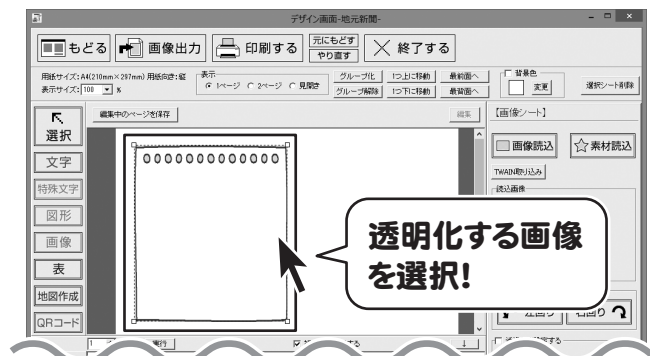 デザイン画面-地元新聞-
もどる
画像出力
印刷する
元にもどす
やり直す
終了する
用紙サイズ:A4(210mm×297mm) 用紙向き:縦
表示サイズ: 100 %
表示
1ページ 2ページ 見開き
グループ化 1つ上に移動 最前面へ
グループ解除 1つ下に移動 最背面へ
背景色
変更
選択シート削除
選択
文字
特殊文字
図形
画像
表
地図作成
QRコード
編集中のページを保存
編集
【画像シート】
画像読込
素材読込
TWAIN取り込み
読込画像
透明化する画像
を選択!
左回り
右回り